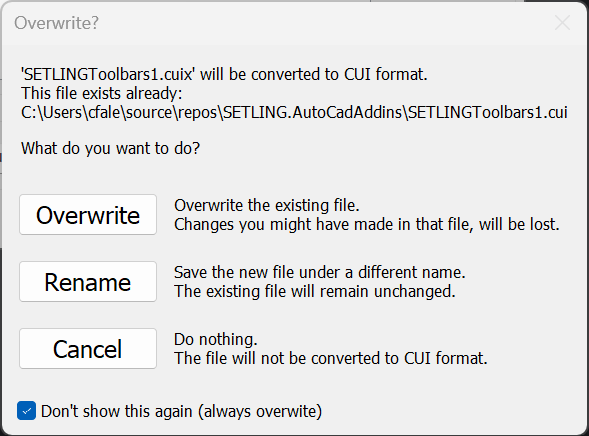 Overwrite?
'SETLINGToolbars1.cuix' will be converted to CUI format.
This file exists already:
C:\Users\cfale\source\repos\SETLING.AutoCadAddins\SETLINGToolbars1.cui
What do you want to do?
Overwrite
Overwrite the existing file.
Changes you might have made in that file, will be lost.
Rename
Save the new file under a different name.
The existing file will remain unchanged.
Cancel
Do nothing.
The file will not be converted to CUI format.
Don't show this again (always overwite)